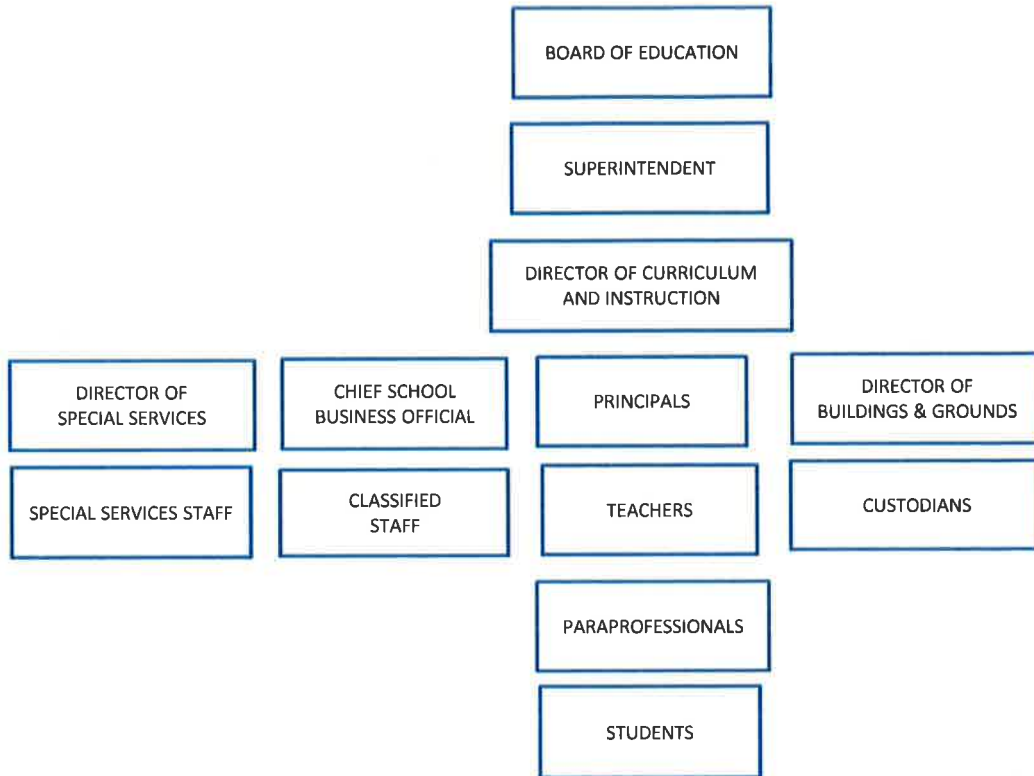 BOARD OF EDUCATION
SUPERINTENDENT
DIRECTOR OF CURRICULUM
AND INSTRUCTION
DIRECTOR OF
SPECIAL SERVICES
CHIEF SCHOOL
BUSINESS OFFICIAL
PRINCIPALS
DIRECTOR OF
BUILDINGS & GROUNDS
SPECIAL SERVICES STAFF
CLASSIFIED
STAFF
TEACHERS
CUSTODIANS
PARAPROFESSIONALS
STUDENTS